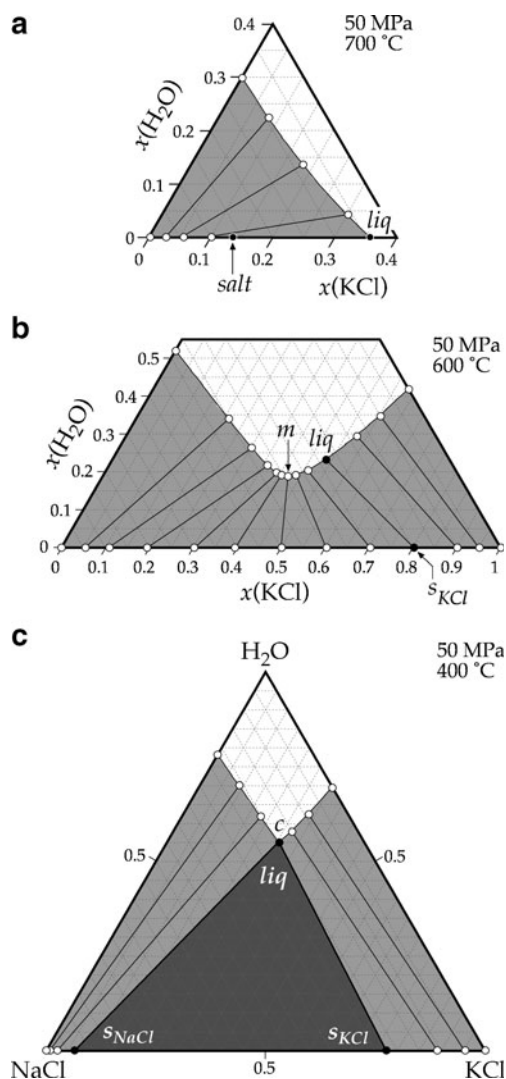 a
50 MPa
700 °C
0.4
0.3
0.2
0.1
0
x(H₂O)
liq
salt
0 0.1 0.2 0.3 0.4
x(KCl)
b
50 MPa
600 °C
0.5
0.4
0.3
0.2
0.1
0
x(H₂O)
m
liq
0 0.1 0.2 0.3 0.4 0.5 0.6 0.7 0.8 0.9 1
x(KCl)
s_KCl
c
H₂O
50 MPa
400 °C
0.5
0.5
c
liq
s_NaCl
s_KCl
NaCl
0.5
KCl